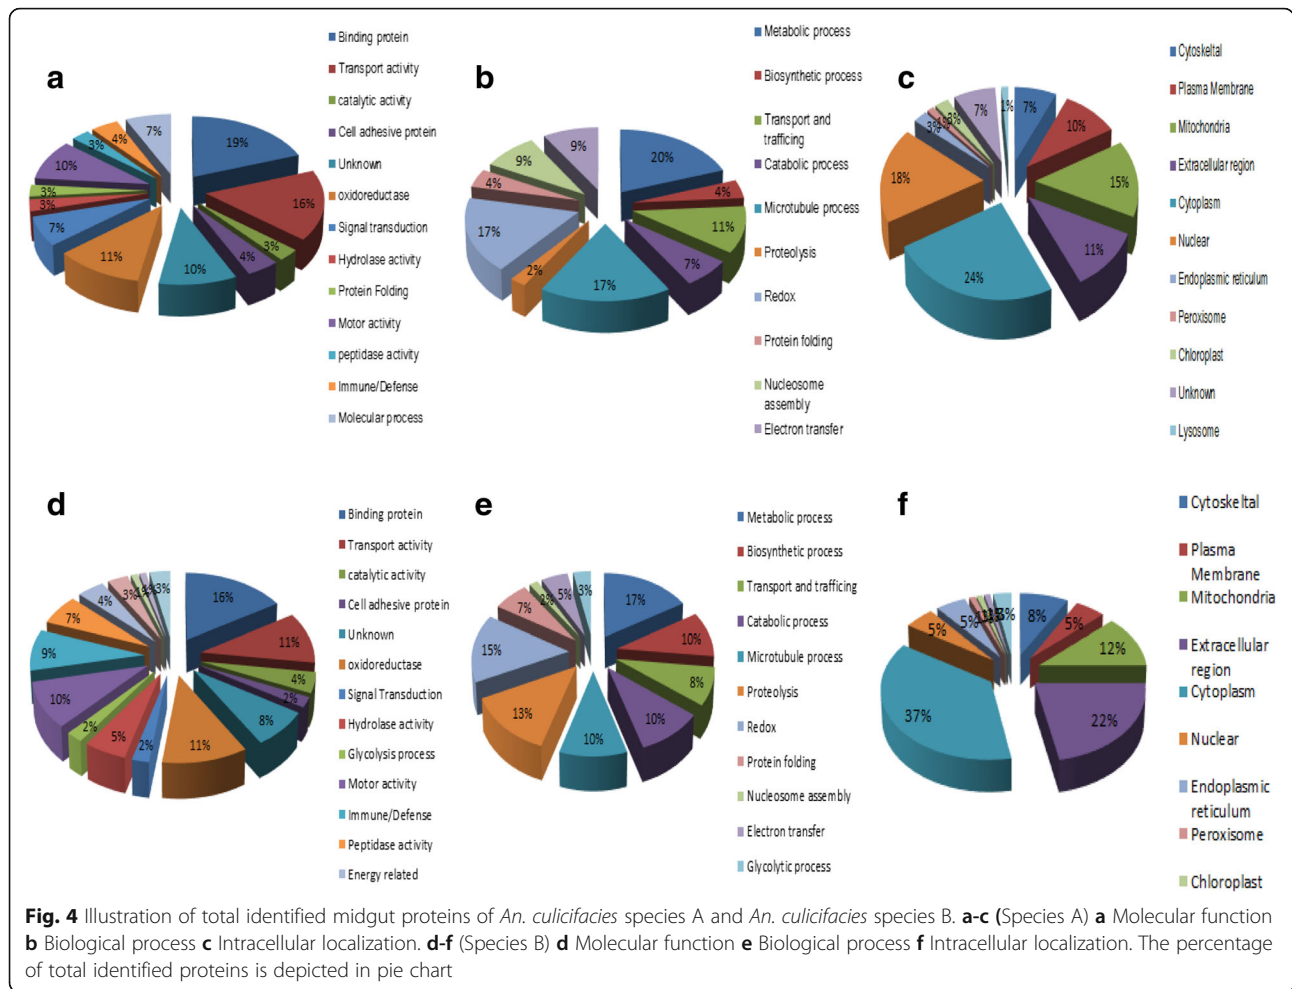 a
19%
16%
3%
4%
10%
11%
7%
3%
3%
10%
3%
4%
7%
Binding protein
Transport activity
catalytic activity
Cell adhesive protein
Unknown
oxidoreductase
Signal transduction
Hydrolase activity
Protein Folding
Motor activity
peptidase activity
Immune/Defense
Molecular process
b
20%
4%
11%
7%
17%
2%
17%
4%
9%
9%
Metabolic process
Biosynthetic process
Transport and
trafficing
Catabolic process
Microtubule process
Proteolysis
Redox
Protein folding
Nucleosome
assembly
Electron transfer
c
7%
10%
15%
11%
24%
18%
3%
1%
3%
7%
1%
Cytoskeltal
Plasma Membrane
Mitochondria
Extracellular region
Cytoplasm
Nuclear
Endoplasmic reticulum
Peroxisome
Chloroplast
Unknown
Lysosome
d
16%
11%
4%
2%
8%
11%
2%
5%
2%
10%
9%
7%
4%
3%
1%
1%
3%
Binding protein
Transport activity
catalytic activity
Cell adhesive protein
Unknown
oxidoreductase
Signal Transduction
Hydrolase activity
Glycolysis process
Motor activity
Immune/Defense
Peptidase activity
Energy related
e
17%
10%
8%
10%
10%
13%
15%
7%
2%
5%
3%
Metabolic process
Biosynthetic process
Transport and trafficing
Catabolic process
Microtubule process
Proteolysis
Redox
Protein folding
Nucleosome assembly
Electron transfer
Glycolytic process
f
8%
5%
12%
22%
37%
5%
5%
3%
Cytoskeltal
Plasma
Membrane
Mitochondria
Extracellular
region
Cytoplasm
Nuclear
Endoplasmic
reticulum
Peroxisome
Chloroplast
Fig. 4 Illustration of total identified midgut proteins of An. culicifacies species A and An. culicifacies species B. a-c (Species A) a Molecular function
b Biological process c Intracellular localization. d-f (Species B) d Molecular function e Biological process f Intracellular localization. The percentage
of total identified proteins is depicted in pie chart